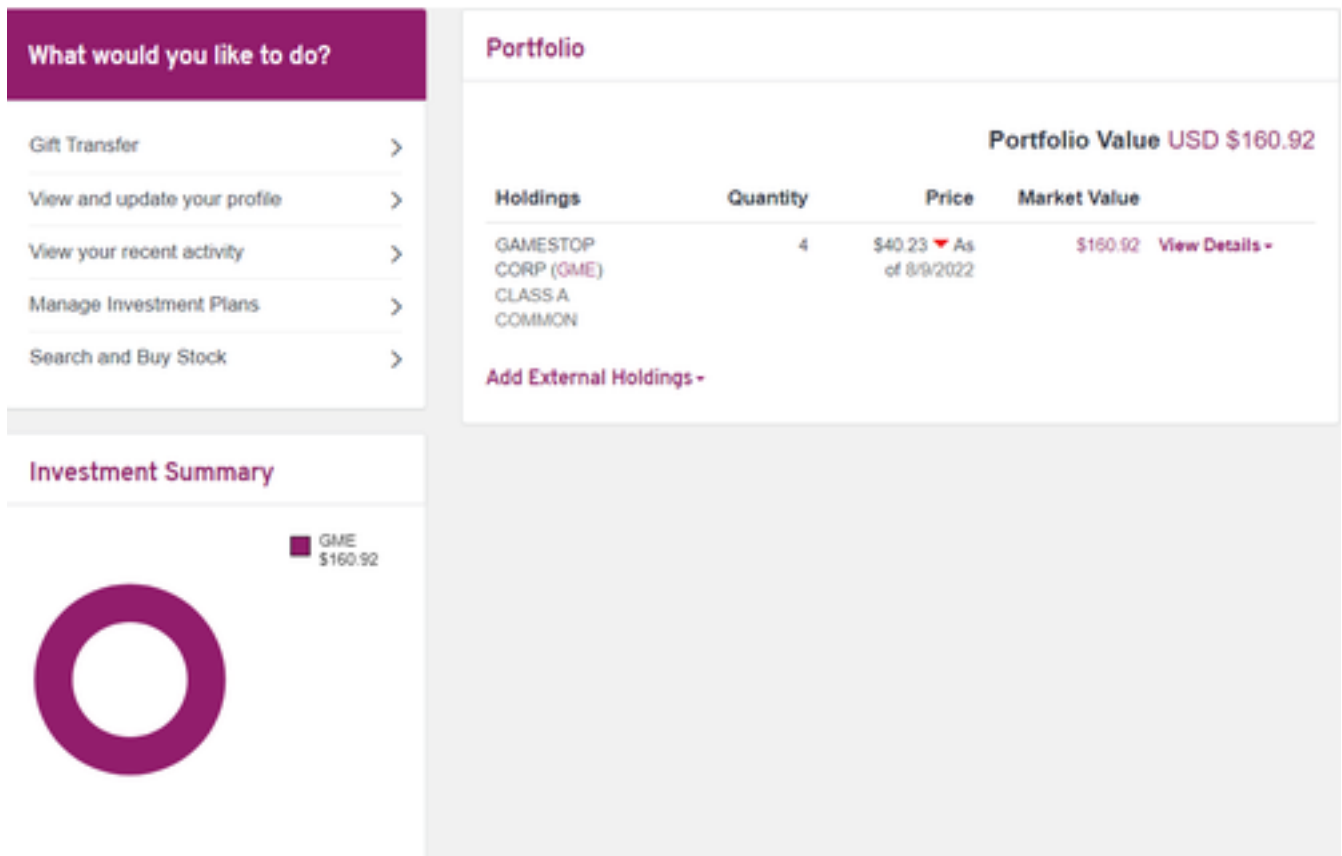 What would you like to do?
Gift Transfer
View and update your profile
View your recent activity
Manage Investment Plans
Search and Buy Stock
Portfolio
Portfolio Value USD $160.92
Holdings Quantity Price Market Value
GAMESTOP 4 $40.23 As $160.92 View Details
CORP (GME) of 8/9/2022
CLASS A
COMMON
Add External Holdings
Investment Summary
GME
$160.92